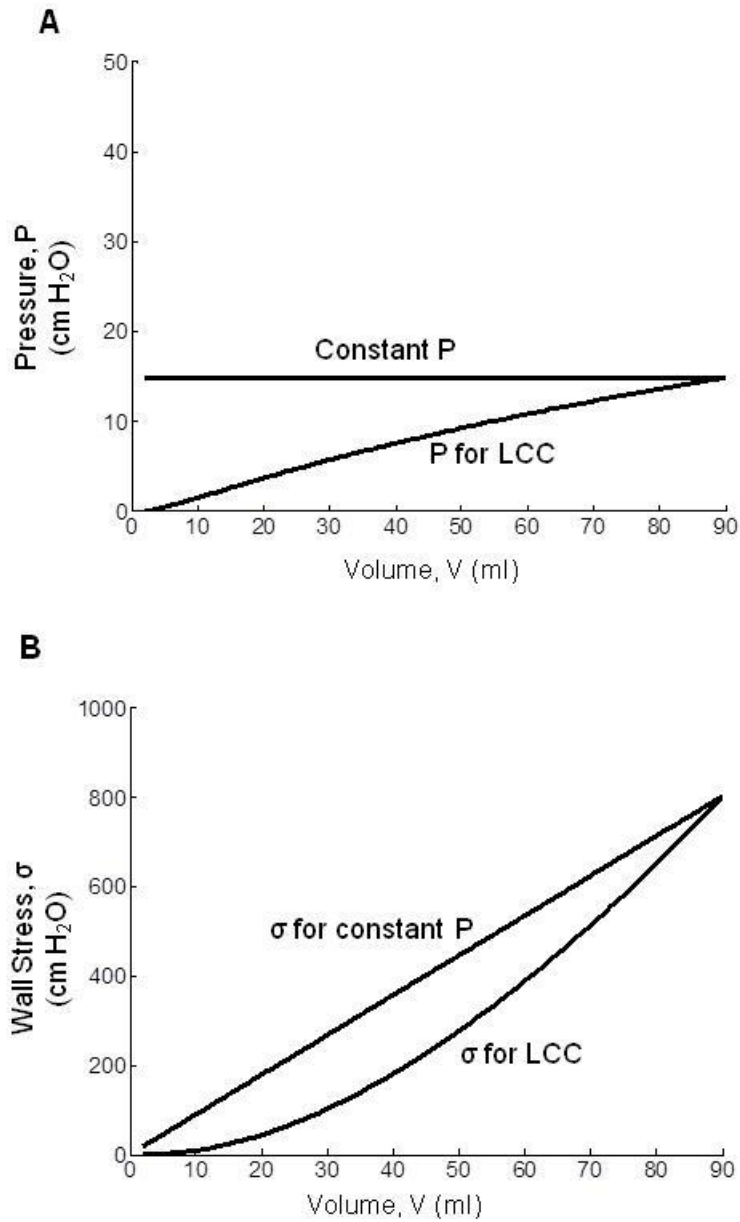 A
50
40
30
20
10
0
Pressure, P
(cm H₂O)
Constant P
P for LCC
0 10 20 30 40 50 60 70 80 90
Volume, V (ml)
B
1000
800
600
400
200
0
Wall Stress, σ
(cm H₂O)
σ for constant P
σ for LCC
0 10 20 30 40 50 60 70 80 90
Volume, V (ml)